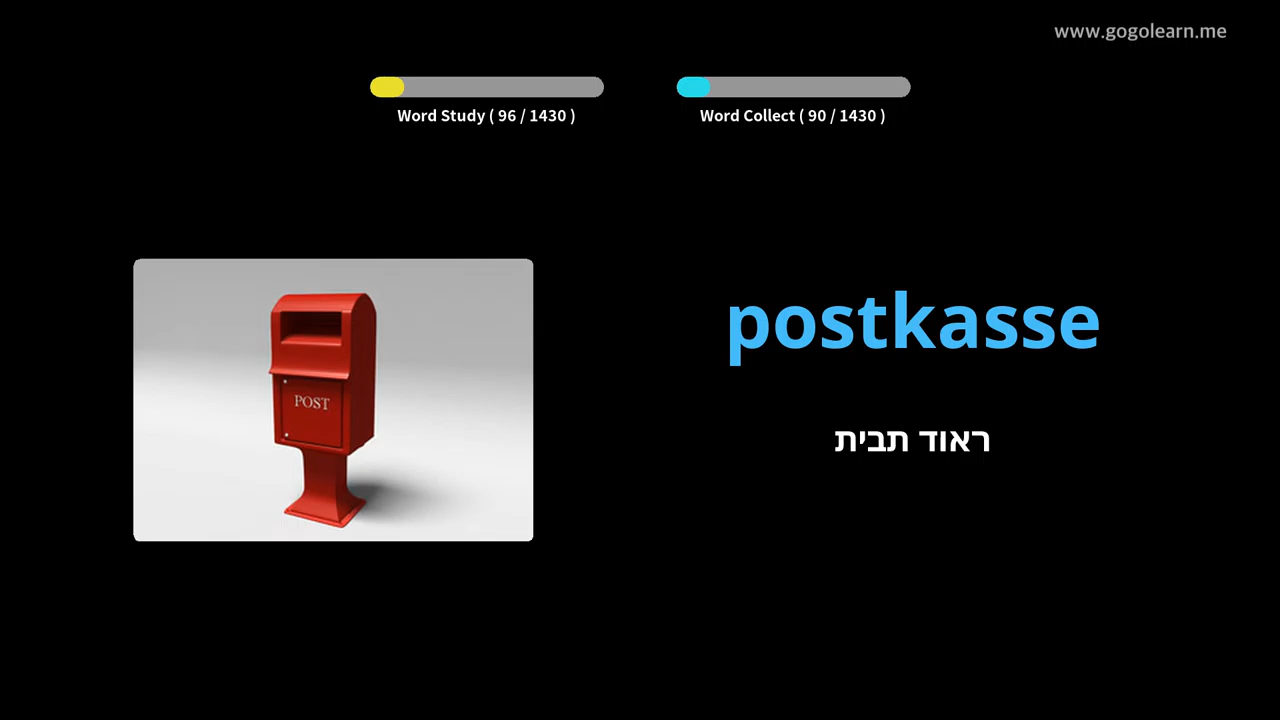 www.gogolearn.me
Word Study ( 96 / 1430 )
Word Collect ( 90 / 1430 )
POST
postkasse
ראוד תבית